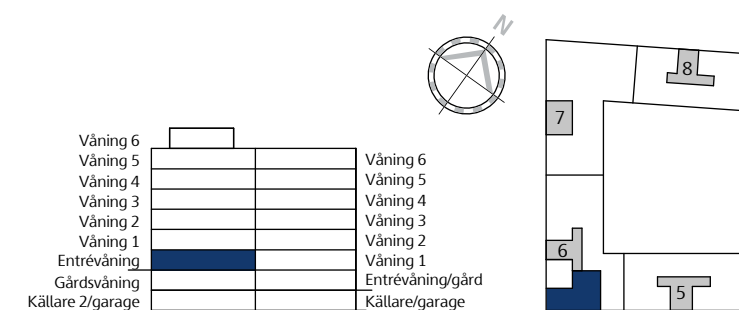 N
8
7
6
5
Våning 6
Våning 5
Våning 4
Våning 3
Våning 2
Våning 1
Entrévåning
Gårdsvåning
Källare 2/garage
Våning 6
Våning 5
Våning 4
Våning 3
Våning 2
Våning 1
Entrévåning/gård
Källare/garage